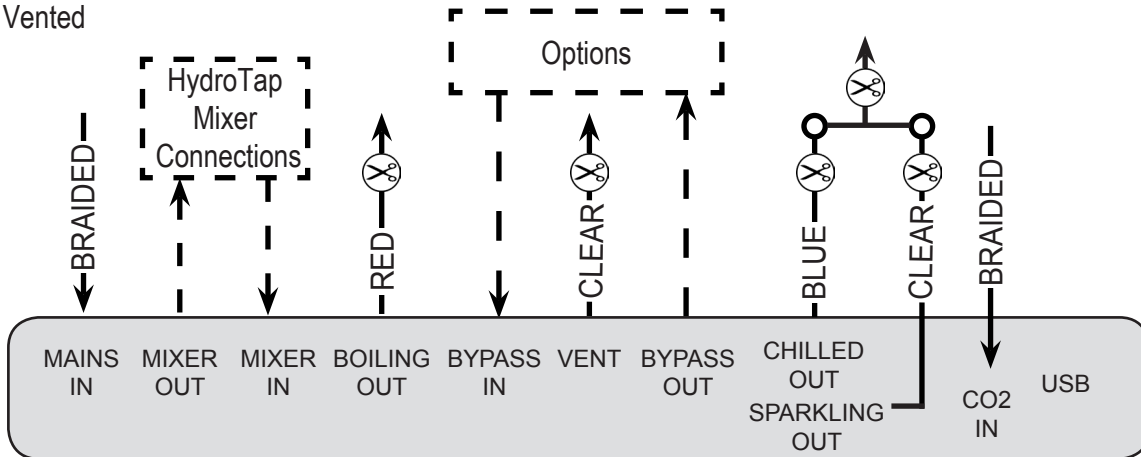 Vented
HydroTap
Mixer
Connections
Options
BRAIDED
RED
CLEAR
BLUE
CLEAR
BRAIDED
MAINS
IN
MIXER
OUT
MIXER
IN
BOILING
OUT
BYPASS
IN
VENT
BYPASS
OUT
CHILLED
OUT
SPARKLING
OUT
CO2
IN
USB